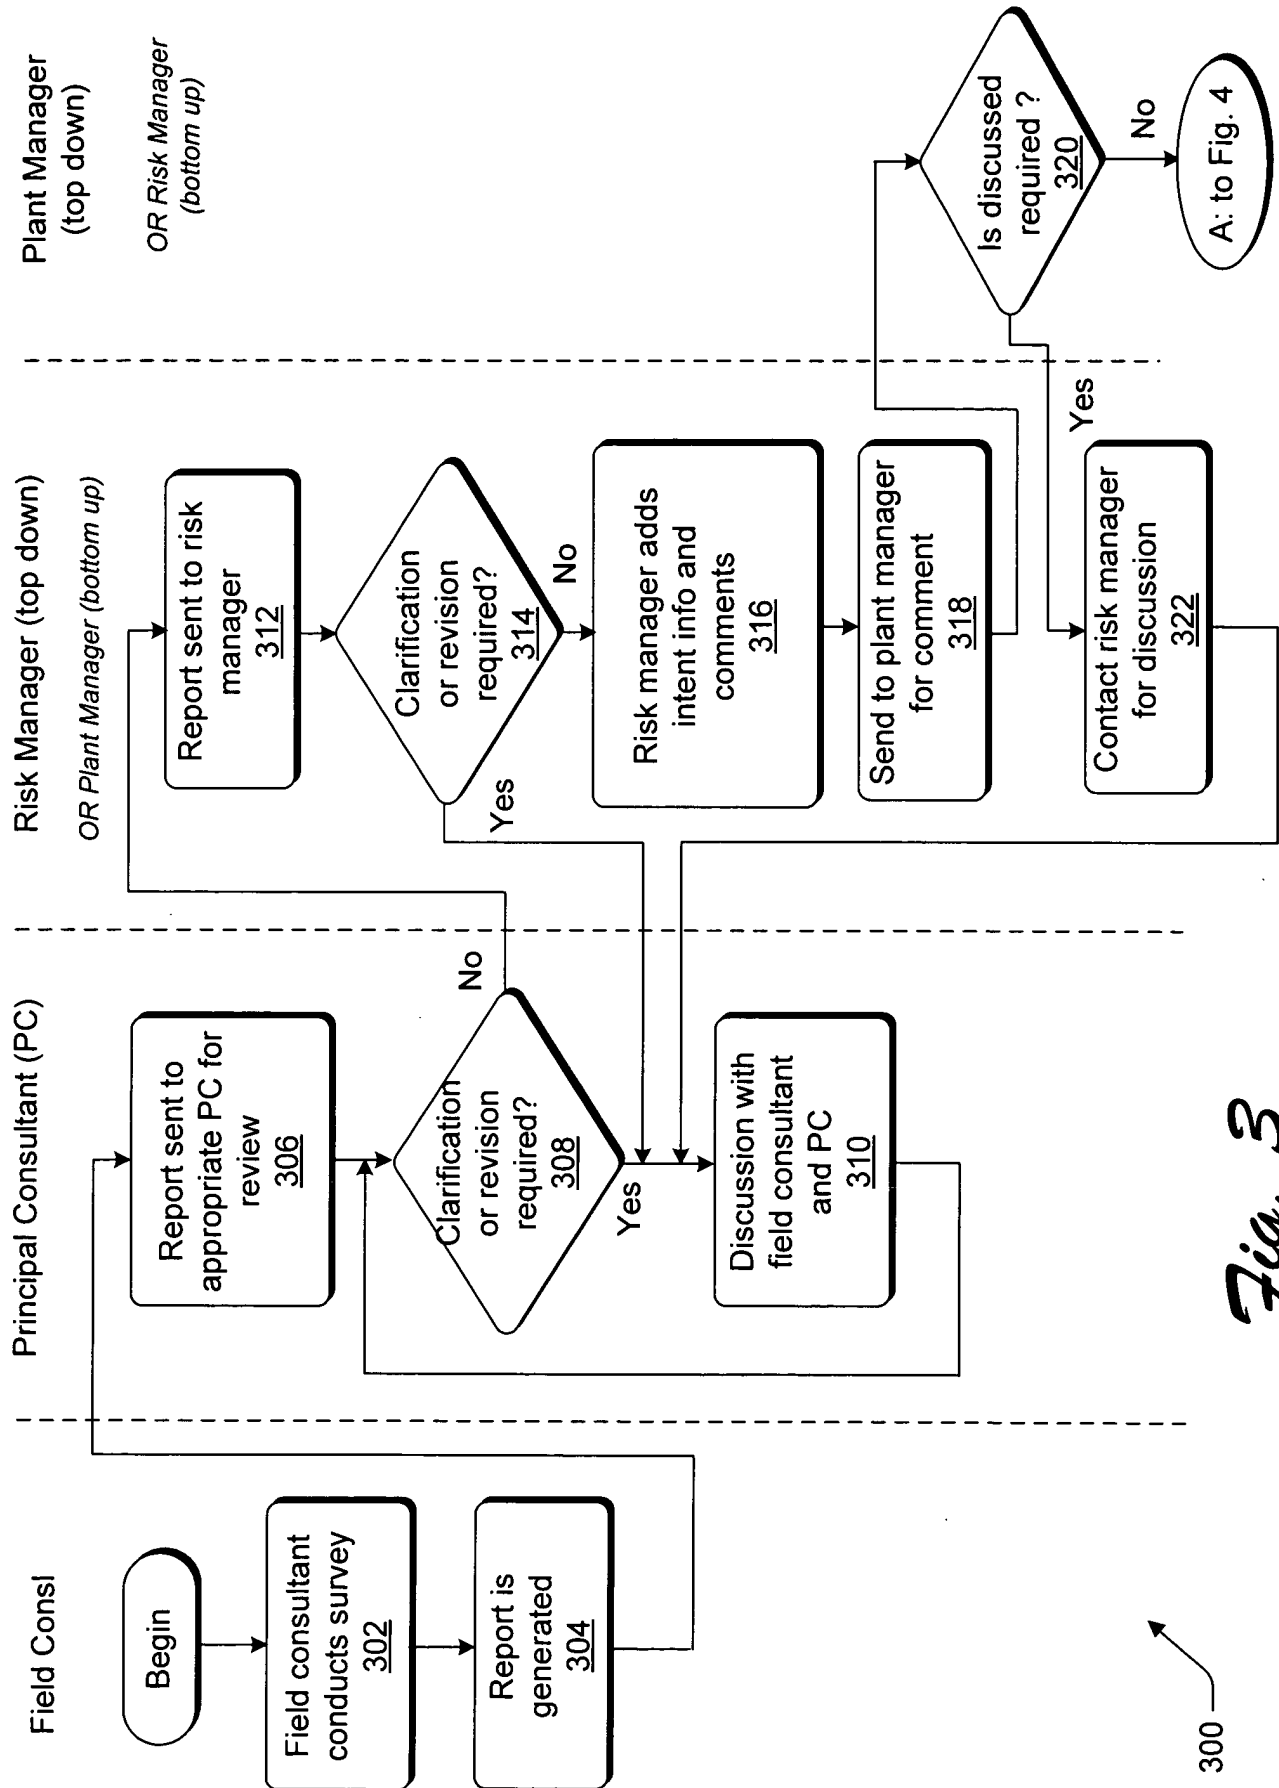 Field Consl
Begin
Field consultant
conducts survey
302
Report is
generated
304
Principal Consultant (PC)
Report sent to
appropriate PC for
review
306
Clarification
or revision
required?
308
No
Yes
Discussion with
field consultant
and PC
310
Risk Manager (top down)
OR Plant Manager (bottom up)
Report sent to risk
manager
312
Clarification
or revision
required?
314
Yes
No
Risk manager adds
intent info and
comments
316
Send to plant manager
for comment
318
Yes
Contact risk manager
for discussion
322
Plant Manager
(top down)
OR Risk Manager
(bottom up)
Is discussed
required ?
320
No
A: to Fig. 4
300
Fig. 3